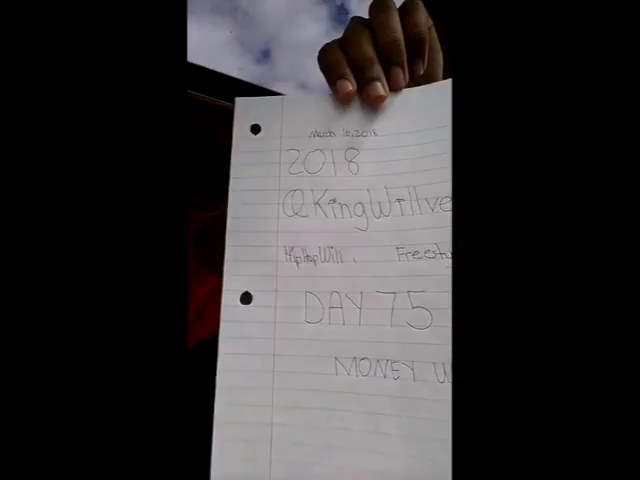 March 16, 2018
2018
@KingWillve
HipHopWill. Freesty
DAY 75
MONEY W